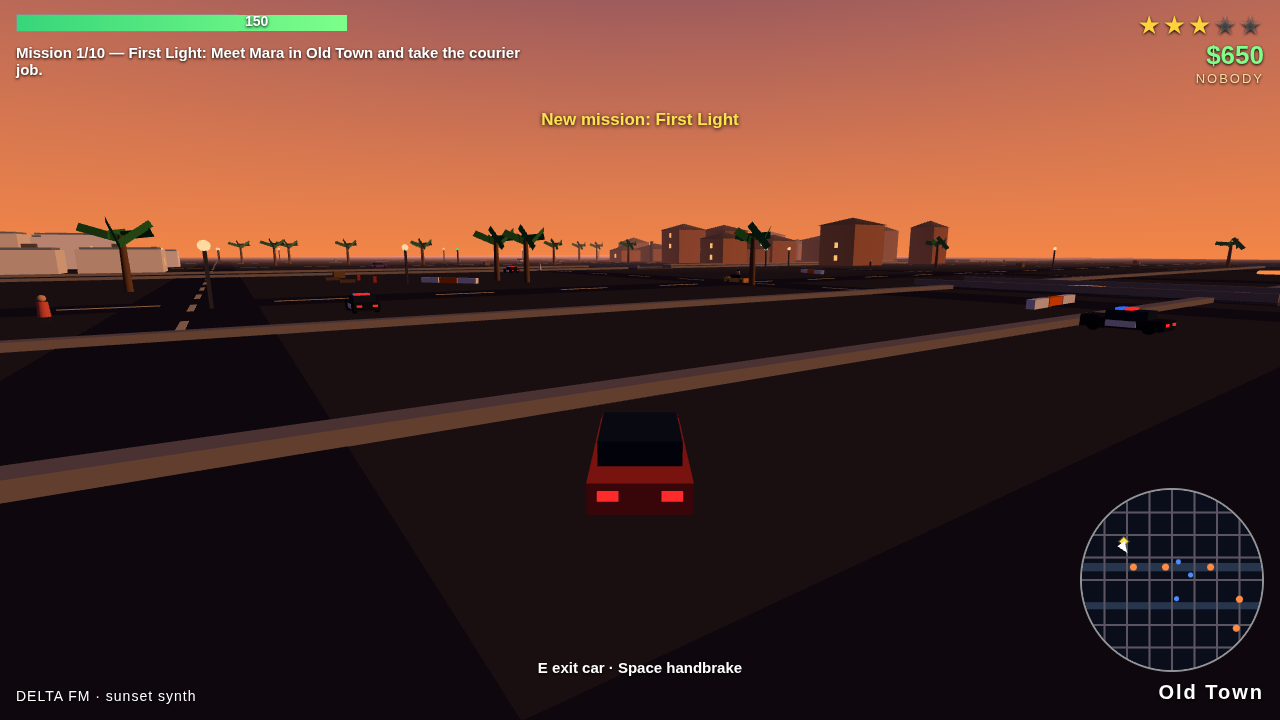 150
Mission 1/10 — First Light: Meet Mara in Old Town and take the courier
job.
$650
NOBODY
New mission: First Light
E exit car · Space handbrake
DELTA FM · sunset synth
Old Town